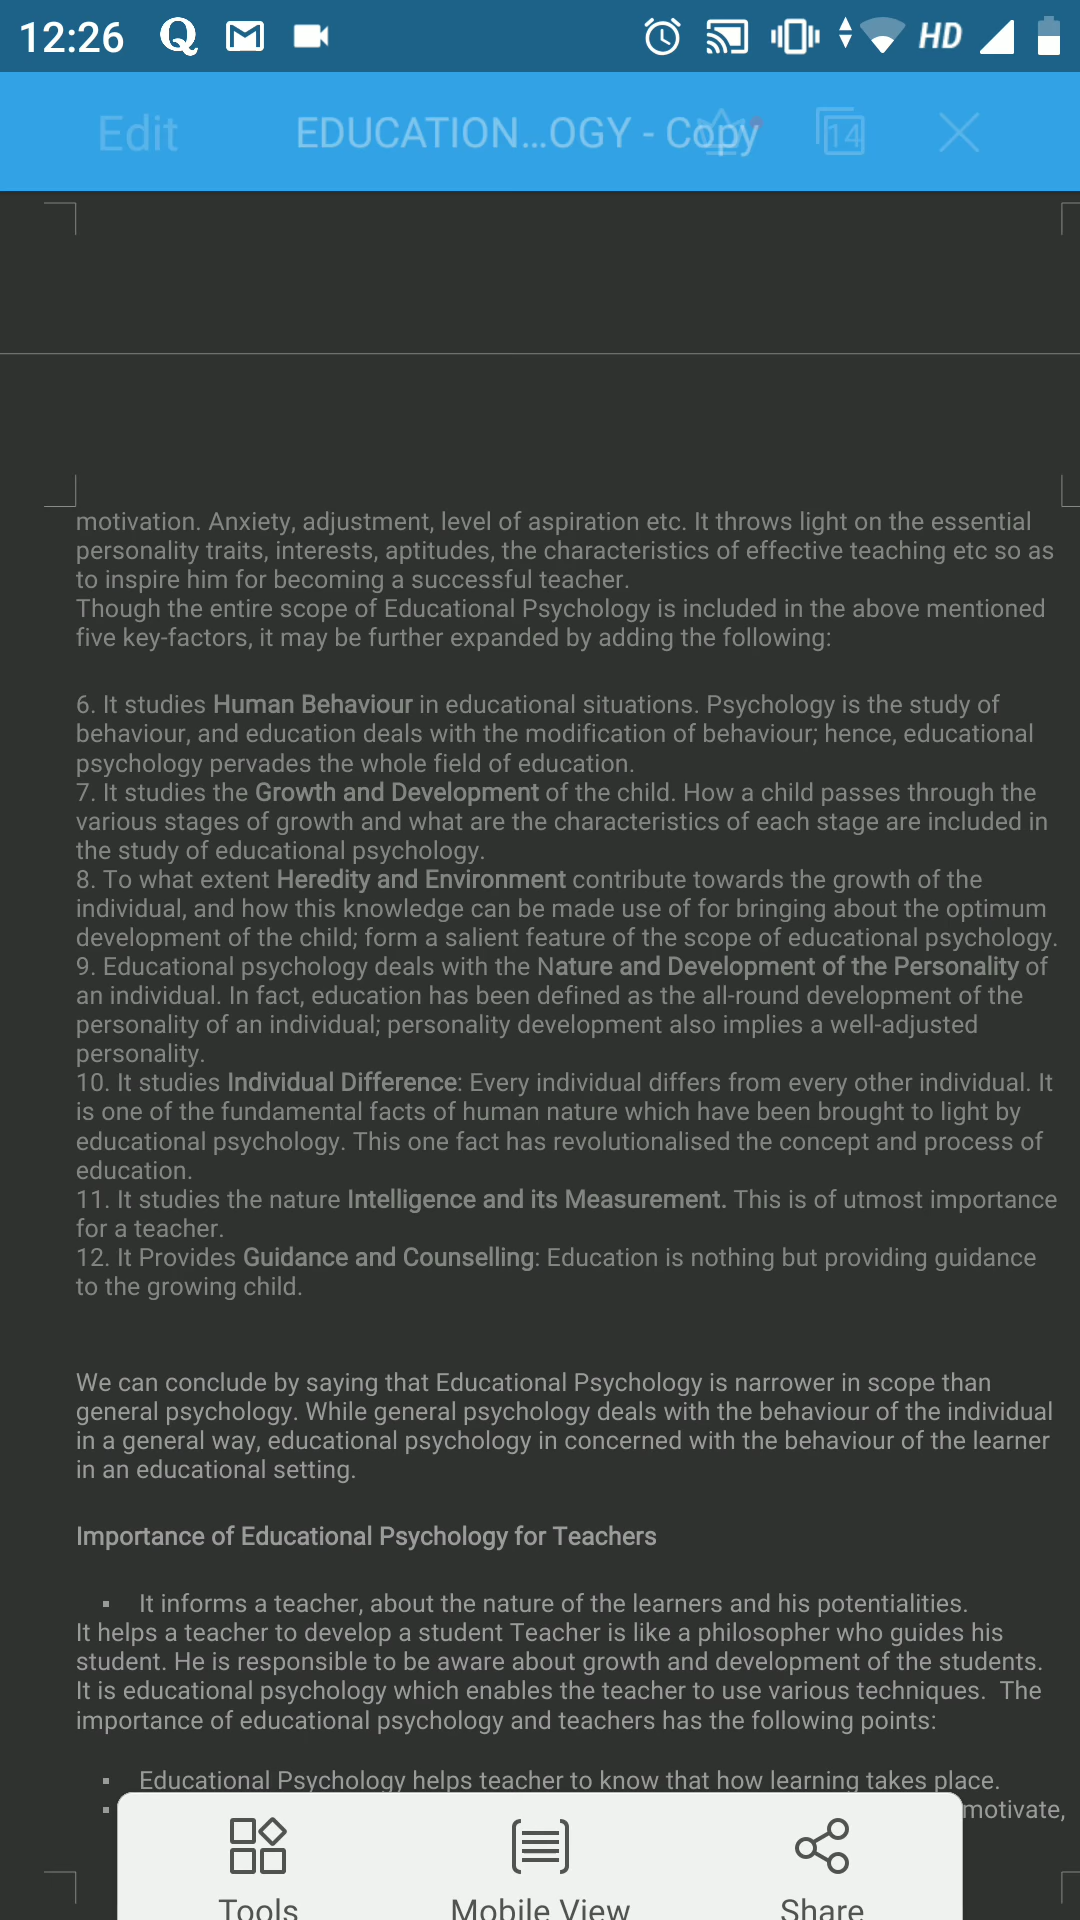 12:26
HD
Edit EDUCATION...OGY - Copy 14
motivation. Anxiety, adjustment, level of aspiration etc. It throws light on the essential
personality traits, interests, aptitudes, the characteristics of effective teaching etc so as
to inspire him for becoming a successful teacher.
Though the entire scope of Educational Psychology is included in the above mentioned
five key-factors, it may be further expanded by adding the following:
6. It studies Human Behaviour in educational situations. Psychology is the study of
behaviour, and education deals with the modification of behaviour; hence, educational
psychology pervades the whole field of education.
7. It studies the Growth and Development of the child. How a child passes through the
various stages of growth and what are the characteristics of each stage are included in
the study of educational psychology.
8. To what extent Heredity and Environment contribute towards the growth of the
individual, and how this knowledge can be made use of for bringing about the optimum
development of the child; form a salient feature of the scope of educational psychology.
9. Educational psychology deals with the Nature and Development of the Personality of
an individual. In fact, education has been defined as the all-round development of the
personality of an individual; personality development also implies a well-adjusted
personality.
10. It studies Individual Difference: Every individual differs from every other individual. It
is one of the fundamental facts of human nature which have been brought to light by
educational psychology. This one fact has revolutionalised the concept and process of
education.
11. It studies the nature Intelligence and its Measurement. This is of utmost importance
for a teacher.
12. It Provides Guidance and Counselling: Education is nothing but providing guidance
to the growing child.
We can conclude by saying that Educational Psychology is narrower in scope than
general psychology. While general psychology deals with the behaviour of the individual
in a general way, educational psychology in concerned with the behaviour of the learner
in an educational setting.
Importance of Educational Psychology for Teachers
▪ It informs a teacher, about the nature of the learners and his potentialities.
It helps a teacher to develop a student Teacher is like a philosopher who guides his
student. He is responsible to be aware about growth and development of the students.
It is educational psychology which enables the teacher to use various techniques. The
importance of educational psychology and teachers has the following points:
▪ Educational Psychology helps teacher to know that how learning takes place.
▪ motivate,
Tools Mobile View Share